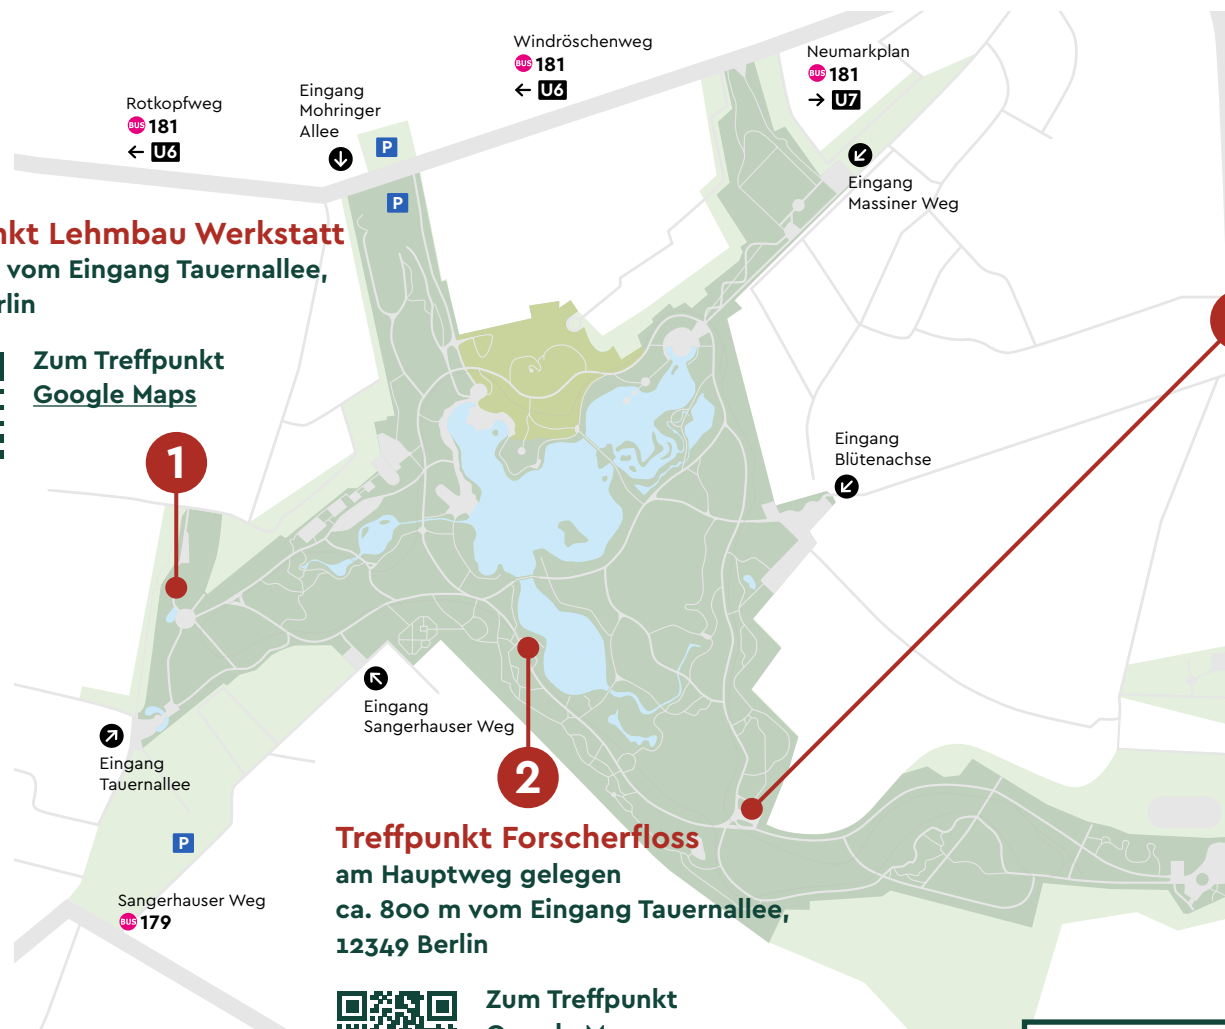 Windröschenweg
BUS 181
← U6
Neumarkplan
BUS 181
→ U7
Eingang
Mohringer
Allee
Rotkopfweg
BUS 181
← U6
P
P
Eingang
Massiner Weg
nkt Lehmbau Werkstatt
vom Eingang Tauernallee,
rlin
Zum Treffpunkt
Google Maps
1
Eingang
Blütenachse
Eingang
Sangerhauser Weg
Eingang
Tauernallee
2
P
Treffpunkt Forscherfloss
am Hauptweg gelegen
ca. 800 m vom Eingang Tauernallee,
12349 Berlin
Sangerhauser Weg
BUS 179
Zum Treffpunkt